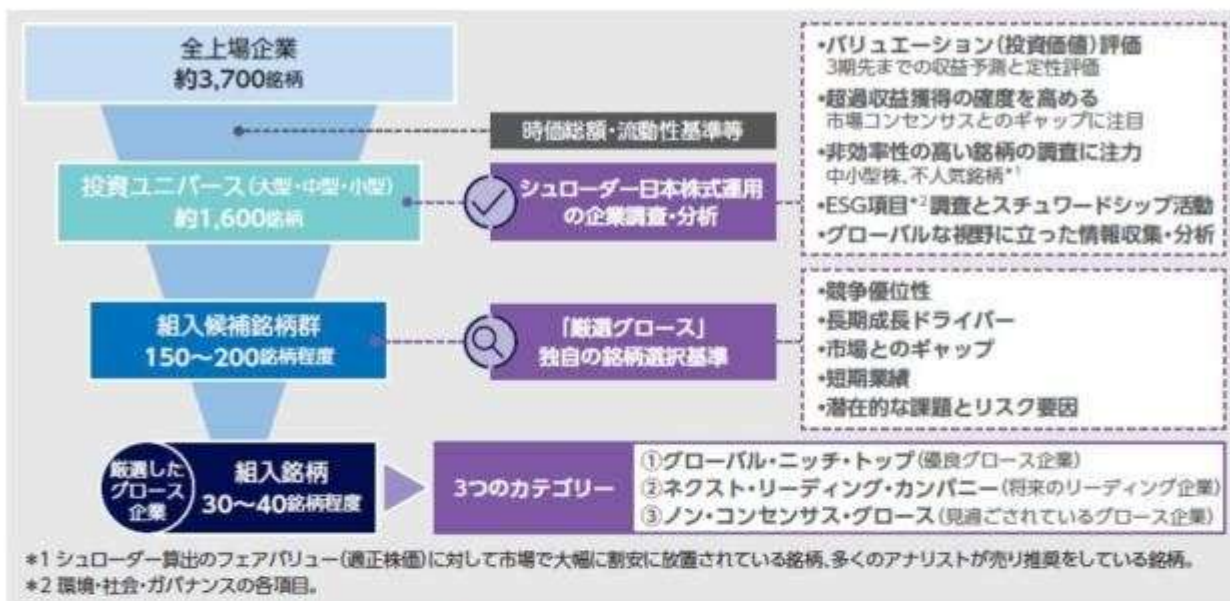 全上場企業
約3,700銘柄
時価総額・流動性基準等
投資ユニバース(大型・中型・小型)
約1,600銘柄
シュローダー日本株式運用
の企業調査・分析
•バリュエーション(投資価値)評価
3期先までの収益予測と定性評価
•超過収益獲得の確度を高める
市場コンセンサスとのギャップに注目
•非効率性の高い銘柄の調査に注力
中小型株、不人気銘柄*1
•ESG項目*2調査とスチュワードシップ活動
•グローバルな視野に立った情報収集・分析
組入候補銘柄群
150〜200銘柄程度
「厳選グロース」
独自の銘柄選択基準
•競争優位性
•長期成長ドライバー
•市場とのギャップ
•短期業績
•潜在的な課題とリスク要因
厳選した
グロース
企業
組入銘柄
30〜40銘柄程度
3つのカテゴリー
①グローバル・ニッチ・トップ(優良グロース企業)
②ネクスト・リーディング・カンパニー(将来のリーディング企業)
③ノン・コンセンサス・グロース(見過ごされているグロース企業)
*1 シュローダー算出のフェアバリュー(適正株価)に対して市場で大幅に割安に放置されている銘柄、多くのアナリストが売り推奨をしている銘柄。
*2 環境・社会・ガバナンスの各項目。